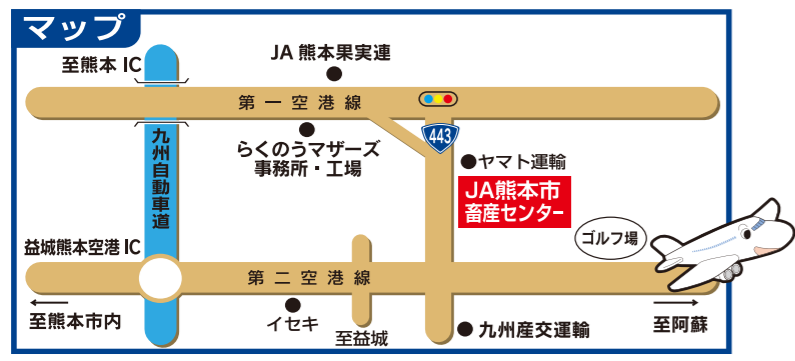 マップ
至熊本IC
JA熊本果実連
第一空港線
九州自動車道
443
らくのうマザーズ
事務所・工場
ヤマト運輸
JA熊本市
畜産センター
ゴルフ場
益城熊本空港IC
第二空港線
至熊本市内
イセキ
至益城
九州産交運輸
至阿蘇